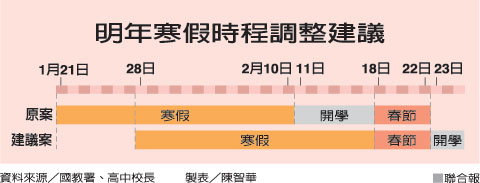 明年寒假時程調整建議
1月21日 28日 2月10日 11日 18日 22日 23日
原案 寒假 開學 春節
建議案 寒假 春節 開學
資料來源／國教署、高中校長 製表／陳智華 ■聯合報